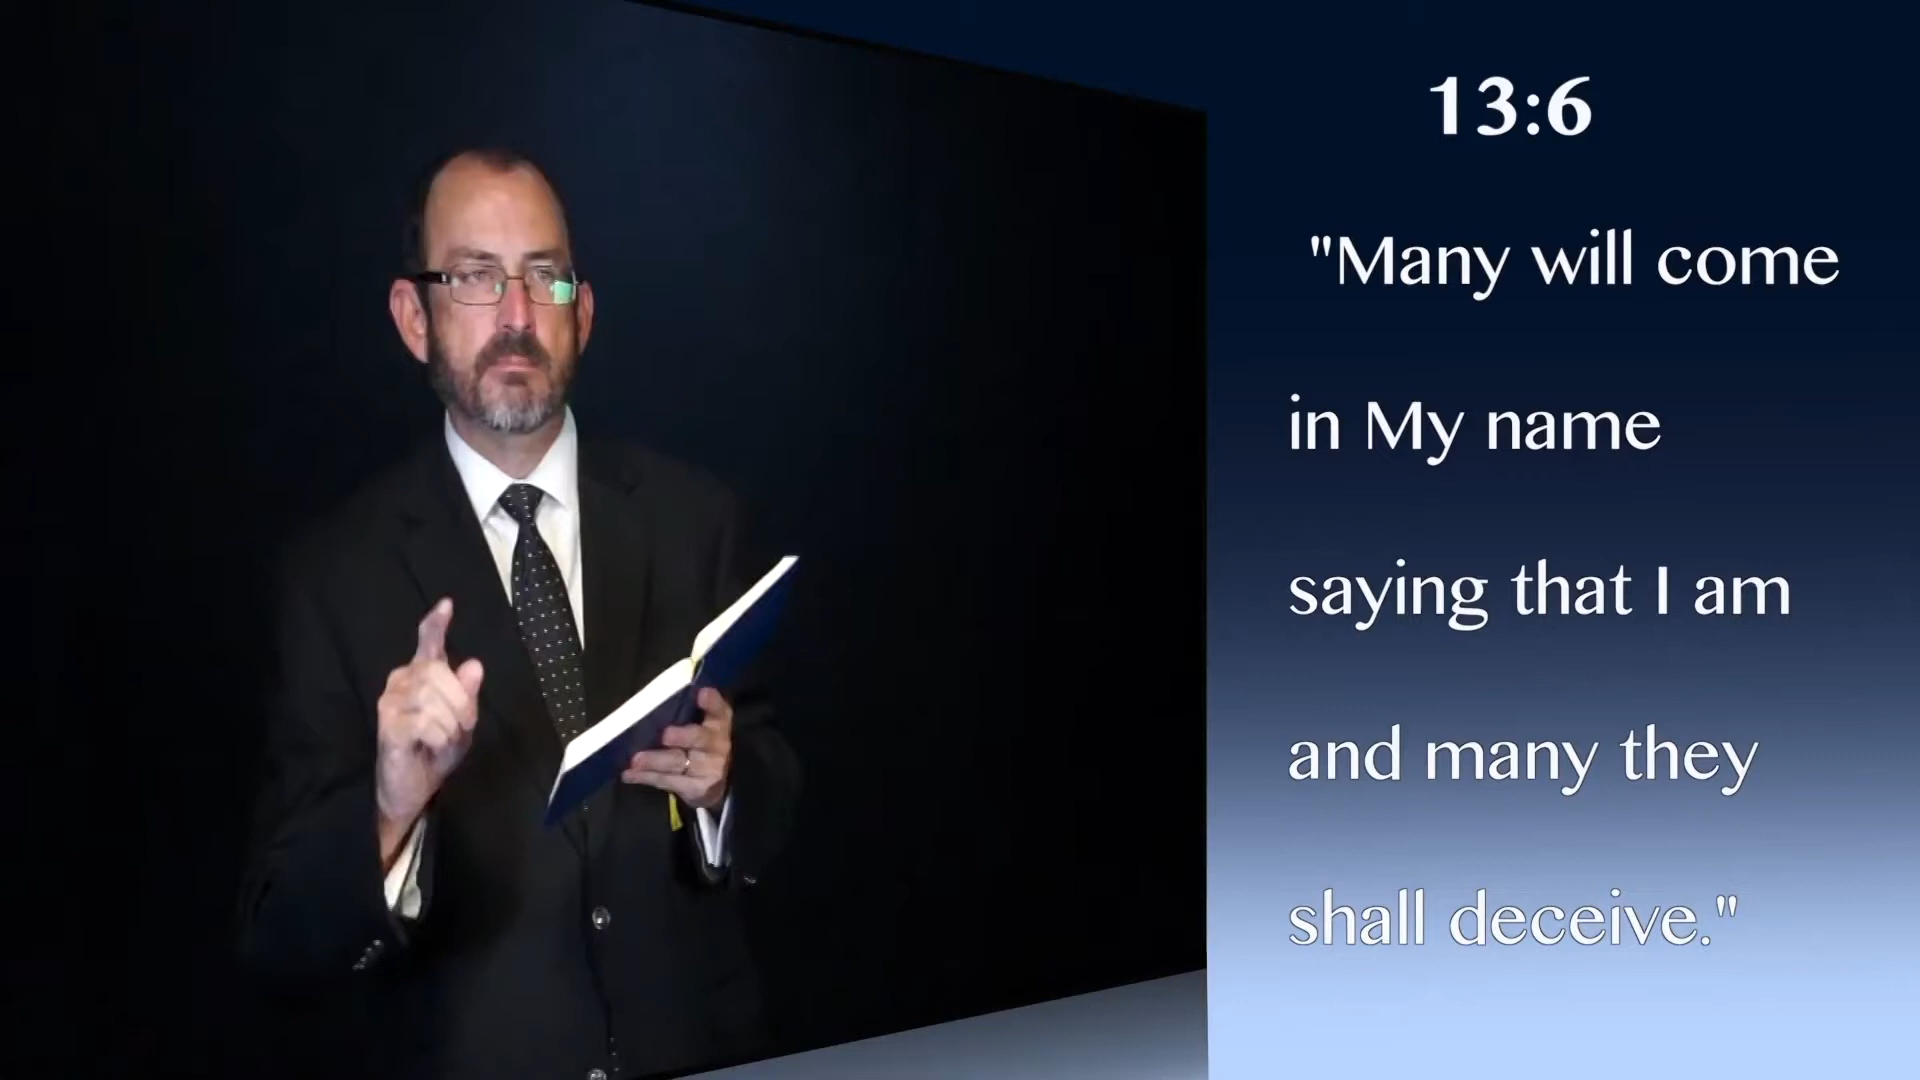 13:6
"Many will come
in My name
saying that I am
and many they
shall deceive."